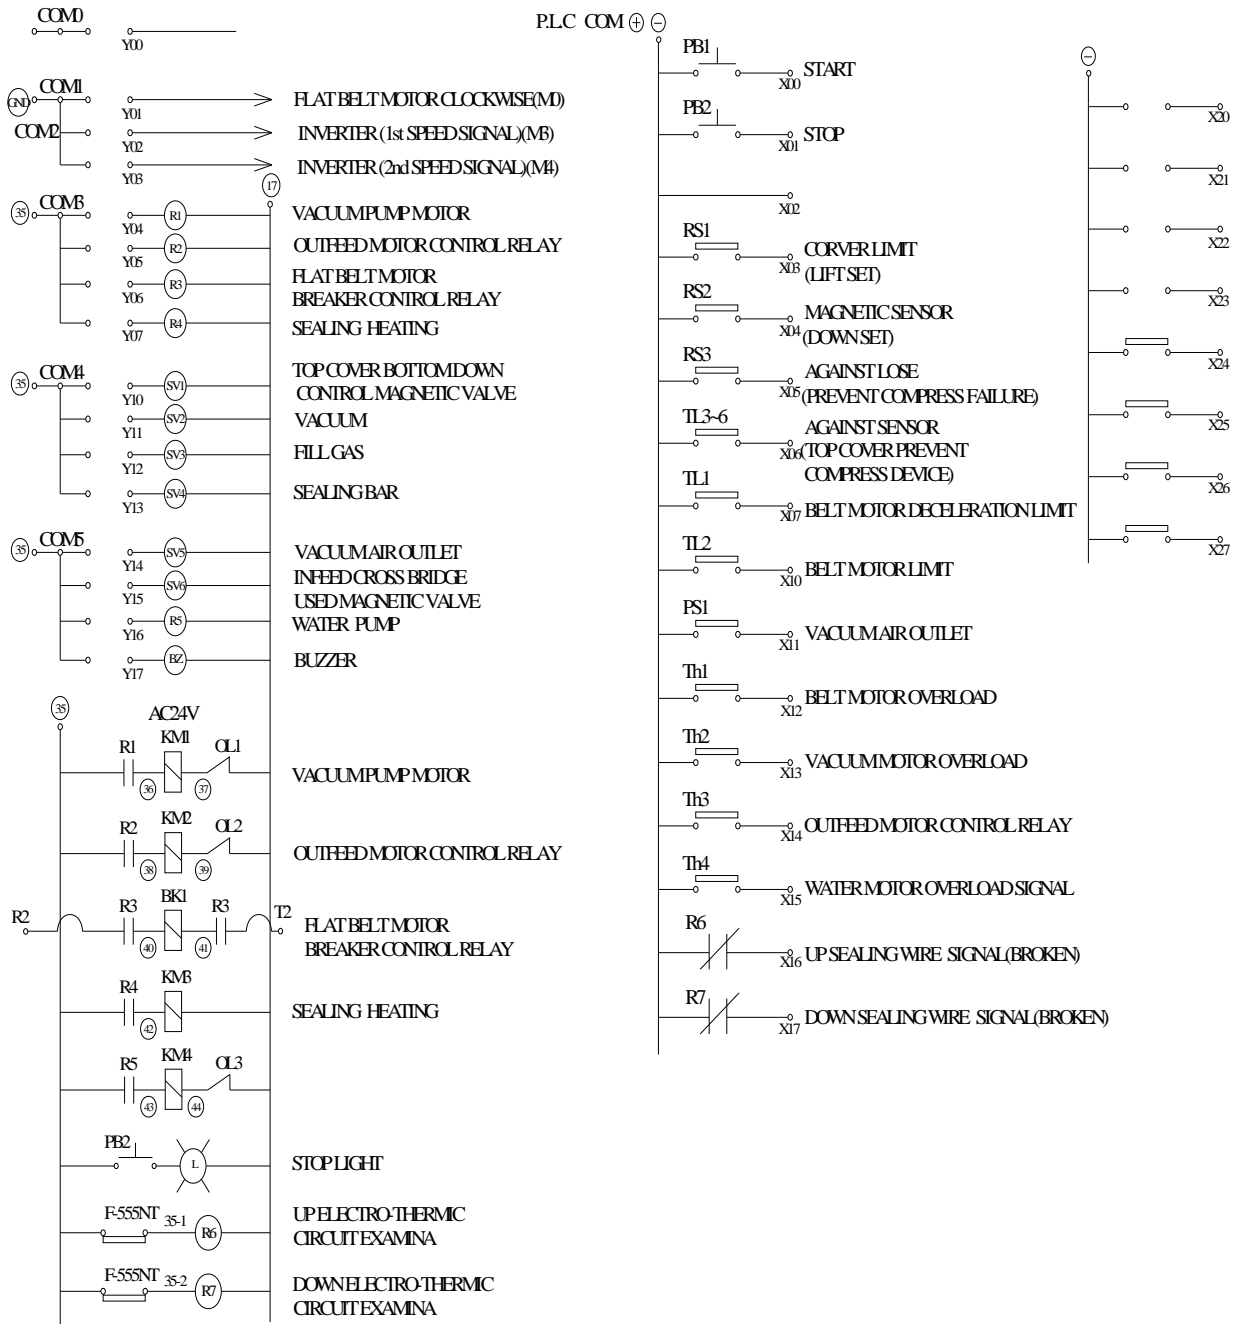 COM0
Y00
GND
COM1
Y01
FLAT BELT MOTOR CLOCKWISE(M0)
COM2
Y02
INVERTER (1st SPEED SIGNAL)(M3)
Y03
INVERTER (2nd SPEED SIGNAL)(M4)
17
35
COM3
Y04
R1
VACUUM PUMP MOTOR
Y05
R2
OUTFEED MOTOR CONTROL RELAY
Y06
R3
FLAT BELT MOTOR
BREAKER CONTROL RELAY
Y07
R4
SEALING HEATING
35
COM4
Y10
SV1
TOP COVER BOTTOM DOWN
CONTROL MAGNETIC VALVE
Y11
SV2
VACUUM
Y12
SV3
FILL GAS
Y13
SV4
SEALING BAR
35
COM5
Y14
SV5
VACUUM AIR OUTLET
Y15
SV6
INFEED CROSS BRIDGE
USED MAGNETIC VALVE
Y16
R5
WATER PUMP
Y17
BZ
BUZZER
35
AC24V
R1
KM1
OL1
36
37
VACUUM PUMP MOTOR
R2
KM2
OL2
38
39
OUTFEED MOTOR CONTROL RELAY
R2
R3
BK1
R3
T2
40
41
FLAT BELT MOTOR
BREAKER CONTROL RELAY
R4
KM3
42
SEALING HEATING
R5
KM4
OL3
43
44
PB2
L
STOP LIGHT
F-555NT
35-1
R6
UP ELECTRO-THERMIC
CIRCUIT EXAMINA
F-555NT
35-2
R7
DOWN ELECTRO-THERMIC
CIRCUIT EXAMINA
P.L.C COM + -
PB1
X00
START
PB2
X01
STOP
X02
RS1
X03
CORVER LIMIT
(LIFT SET)
RS2
X04
MAGNETIC SENSOR
(DOWN SET)
RS3
X05
AGAINST LOSE
(PREVENT COMPRESS FAILURE)
TL3~6
X06
AGAINST SENSOR
(TOP COVER PREVENT
COMPRESS DEVICE)
TL1
X07
BELT MOTOR DECELERATION LIMIT
TL2
X10
BELT MOTOR LIMIT
PS1
X11
VACUUM AIR OUTLET
Th1
X12
BELT MOTOR OVERLOAD
Th2
X13
VACUUM MOTOR OVERLOAD
Th3
X14
OUTFEED MOTOR CONTROL RELAY
Th4
X15
WATER MOTOR OVERLOAD SIGNAL
R6
X16
UP SEALING WIRE SIGNAL(BROKEN)
R7
X17
DOWN SEALING WIRE SIGNAL(BROKEN)
-
X20
X21
X22
X23
X24
X25
X26
X27